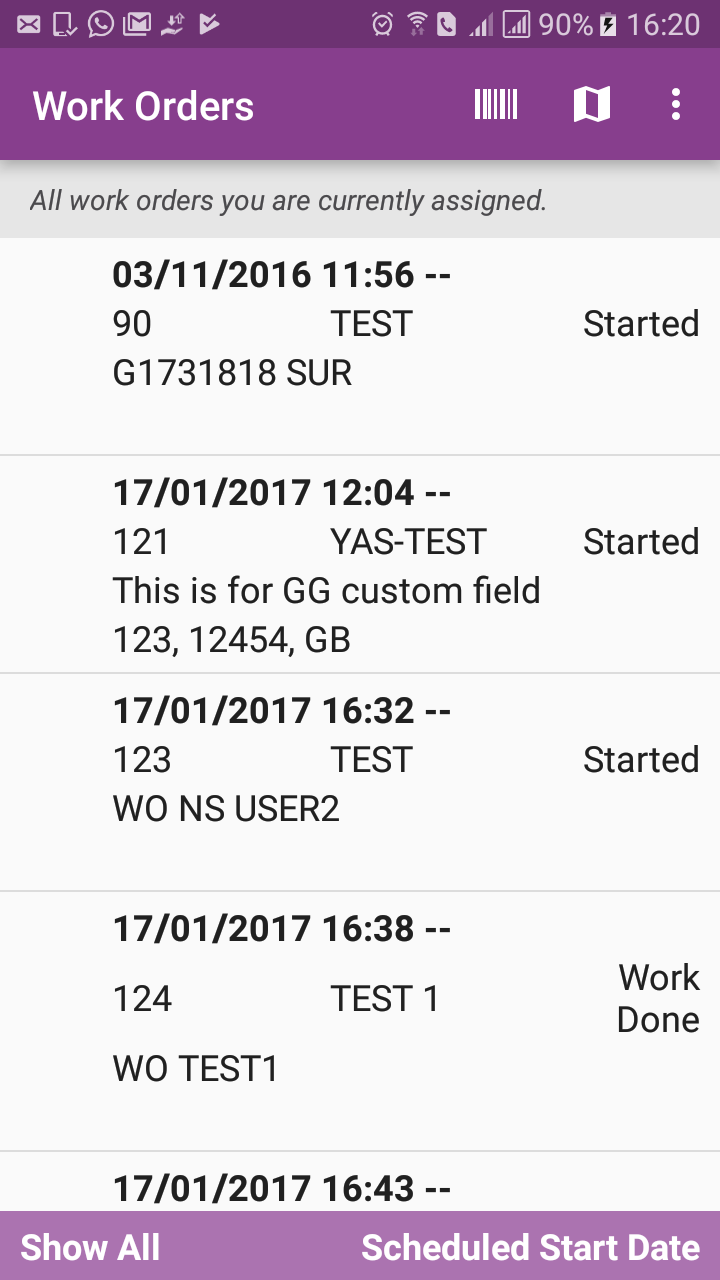 90% 16:20
Work Orders
All work orders you are currently assigned.
03/11/2016 11:56 --
90 TEST Started
G1731818 SUR
17/01/2017 12:04 --
121 YAS-TEST Started
This is for GG custom field
123, 12454, GB
17/01/2017 16:32 --
123 TEST Started
WO NS USER2
17/01/2017 16:38 --
124 TEST 1 Work
Done
WO TEST1
17/01/2017 16:43 --
Show All Scheduled Start Date